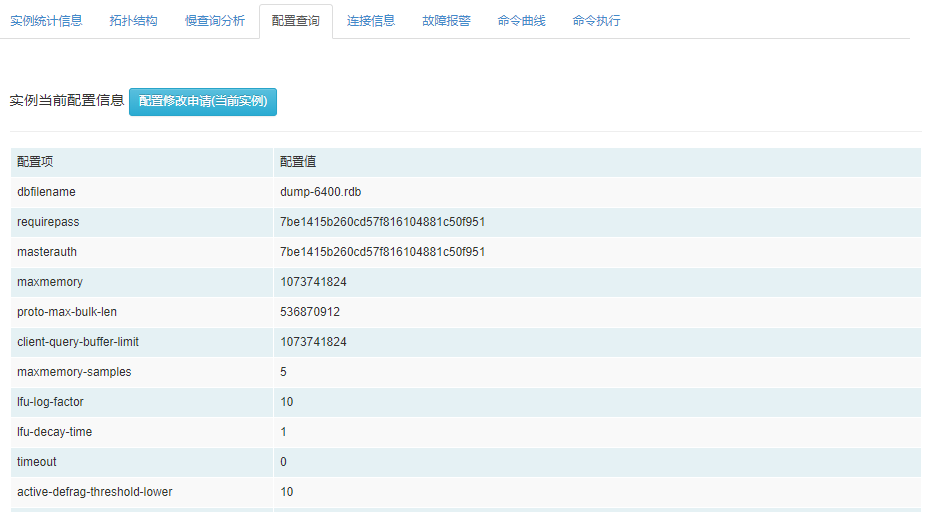 实例统计信息 拓扑结构 慢查询分析 配置查询 连接信息 故障报警 命令曲线 命令执行
实例当前配置信息 配置修改申请(当前实例)
配置项 配置值
dbfilename dump-6400.rdb
requirepass 7be1415b260cd57f816104881c50f951
masterauth 7be1415b260cd57f816104881c50f951
maxmemory 1073741824
proto-max-bulk-len 536870912
client-query-buffer-limit 1073741824
maxmemory-samples 5
lfu-log-factor 10
lfu-decay-time 1
timeout 0
active-defrag-threshold-lower 10